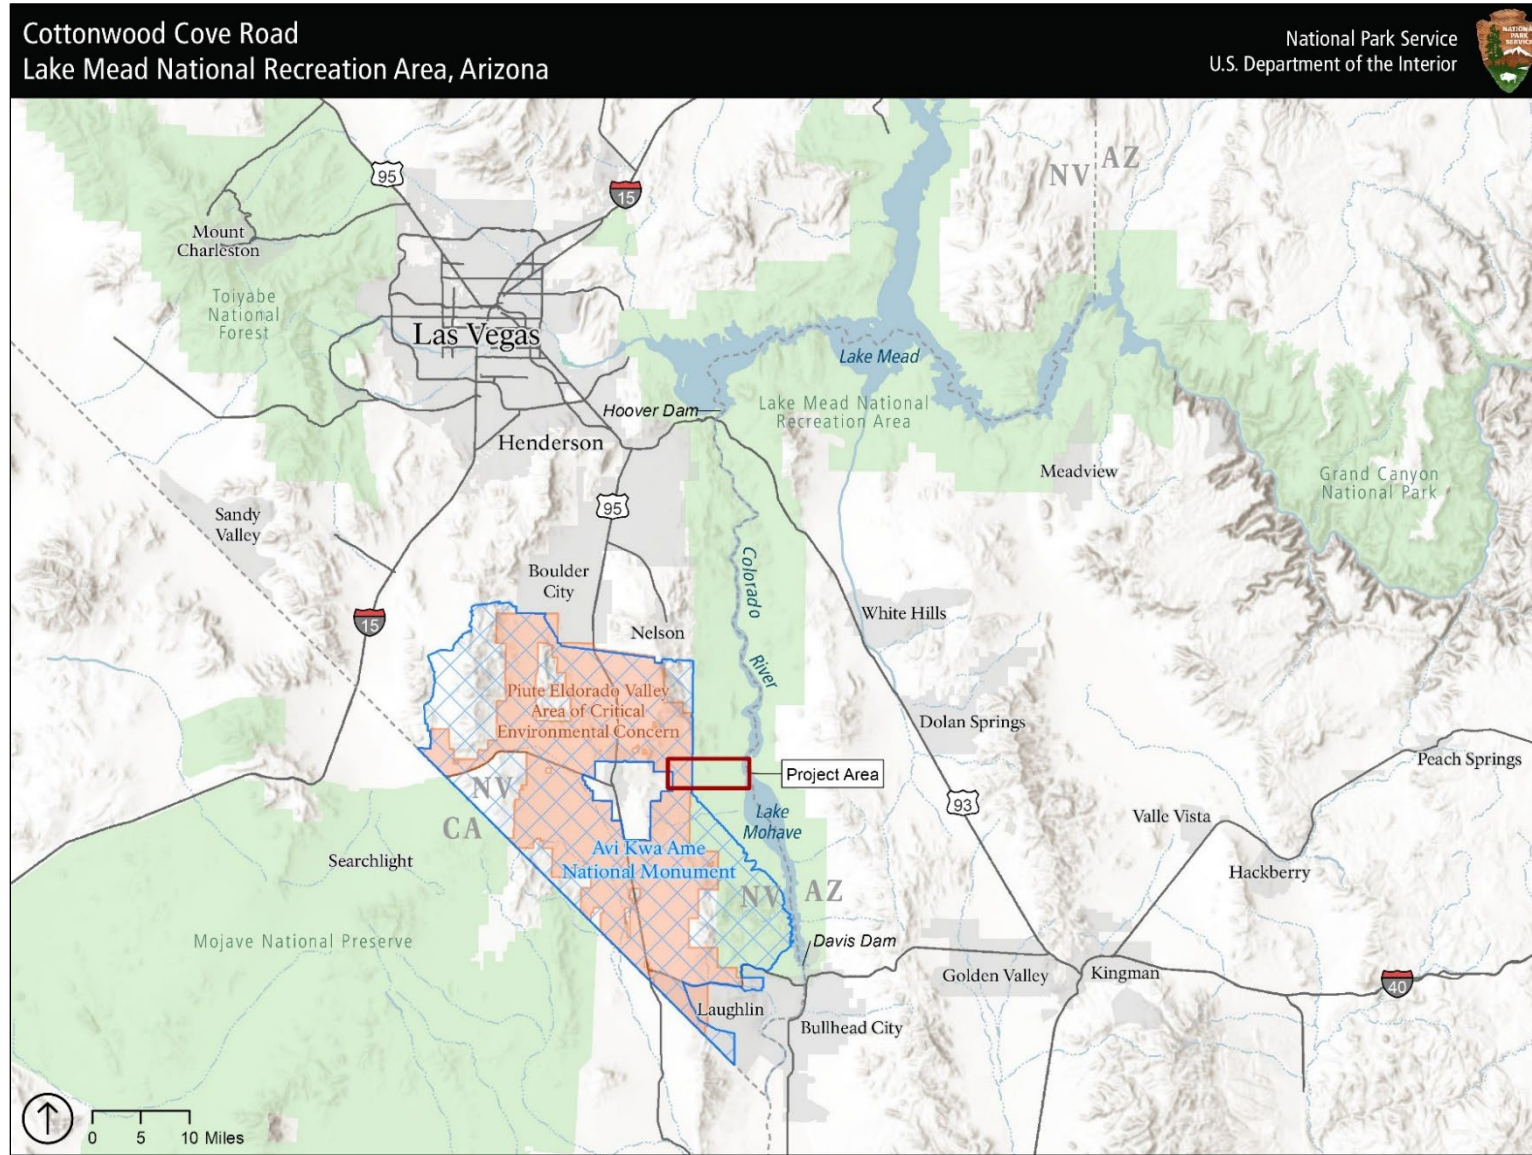 Cottonwood Cove Road
Lake Mead National Recreation Area, Arizona
National Park Service
U.S. Department of the Interior
NATIONAL
PARK
SERVICE
95
15
NV
AZ
Mount
Charleston
Toiyabe
National
Forest
Las Vegas
Lake Mead
Hoover Dam
Lake Mead National
Recreation Area
Henderson
Meadview
Grand Canyon
National Park
95
Sandy
Valley
Colorado
River
Boulder
City
15
Nelson
White Hills
Piute Eldorado Valley
Area of Critical
Environmental Concern
Dolan Springs
Peach Springs
Project Area
NV
CA
93
Lake
Mohave
Valle Vista
Searchlight
Avi Kwa Ame
National Monument
Hackberry
NV
AZ
Mojave National Preserve
Davis Dam
Golden Valley
Kingman
40
Laughlin
Bullhead City
0 5 10 Miles